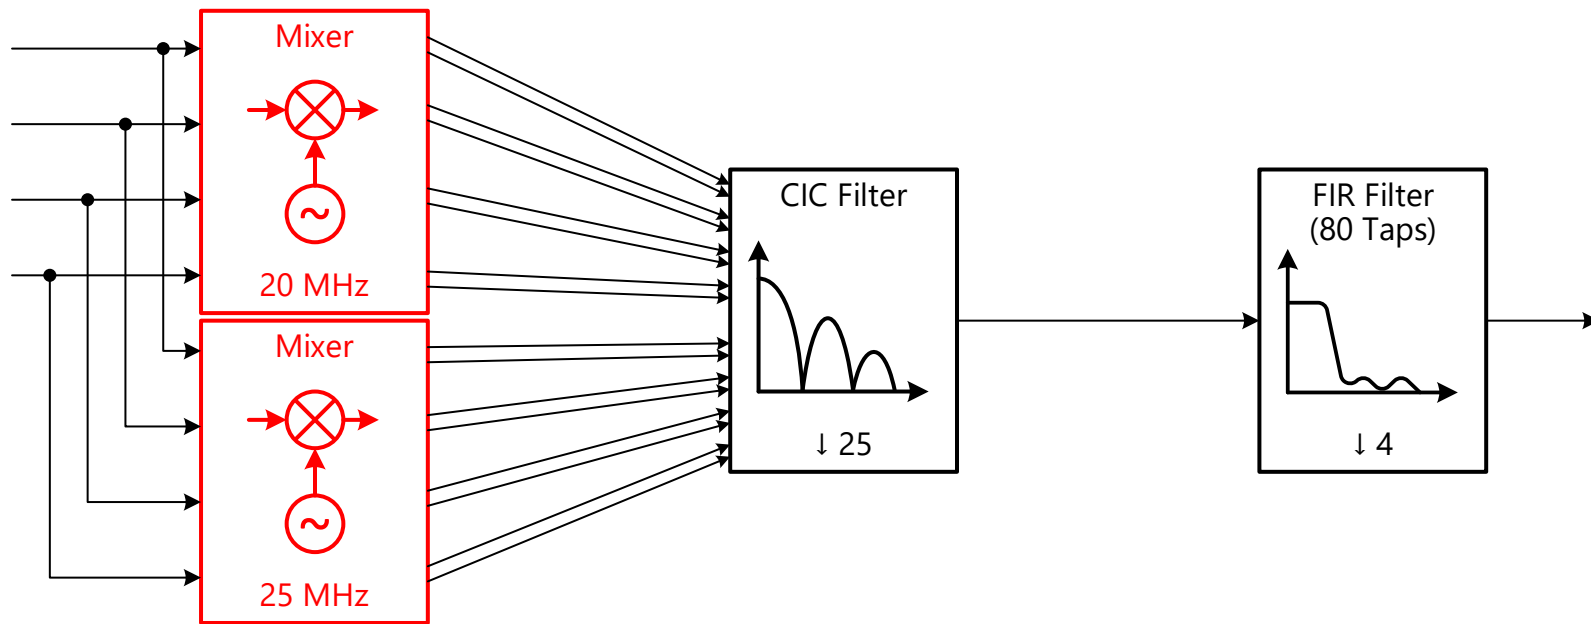 Mixer
20 MHz
Mixer
25 MHz
CIC Filter
↓ 25
FIR Filter
(80 Taps)
↓ 4